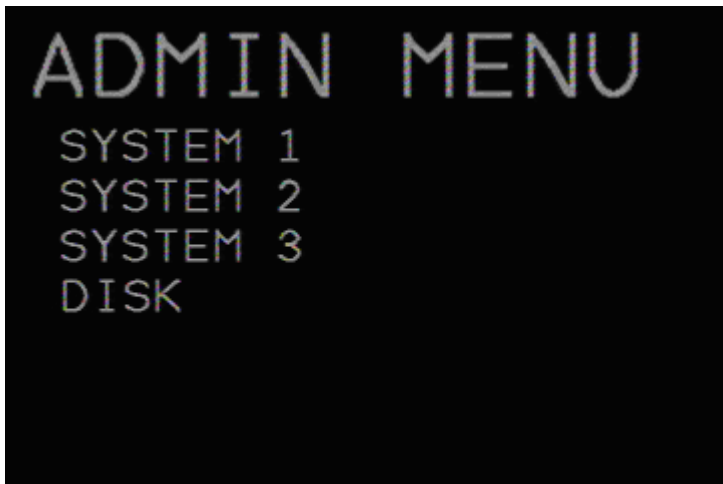 ADMIN MENU
SYSTEM 1
SYSTEM 2
SYSTEM 3
DISK